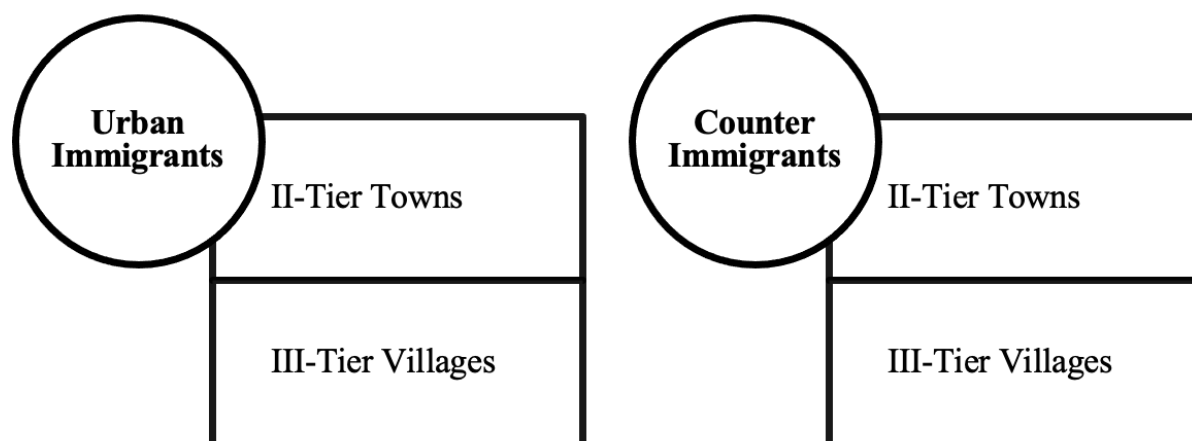 Urban
Immigrants
II-Tier Towns
III-Tier Villages
Counter
Immigrants
II-Tier Towns
III-Tier Villages